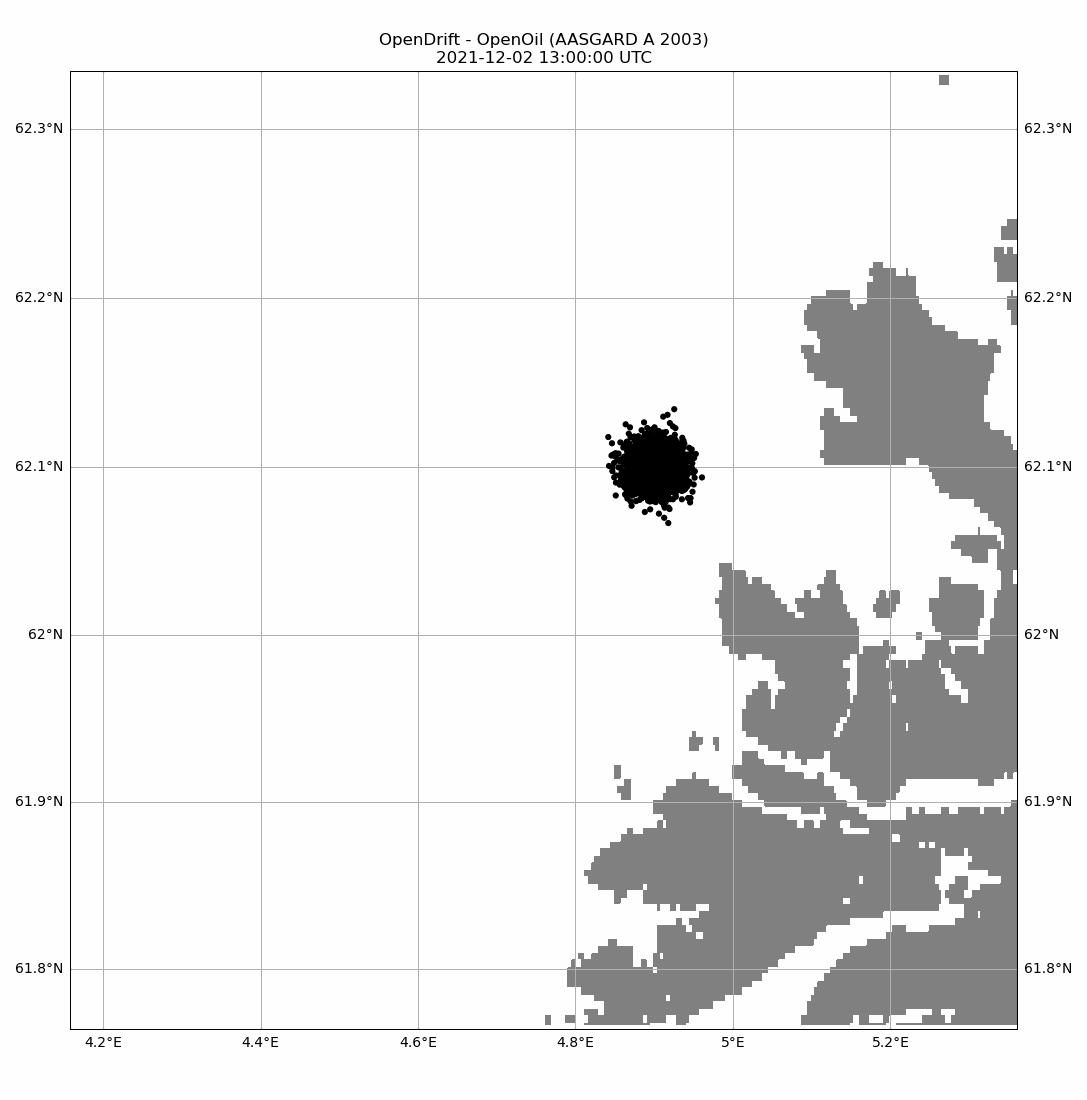 OpenDrift - OpenOil (AASGARD A 2003)
2021-12-02 13:00:00 UTC
62.3°N 62.3°N
62.2°N 62.2°N
62.1°N 62.1°N
62°N 62°N
61.9°N 61.9°N
61.8°N 61.8°N
4.2°E 4.4°E 4.6°E 4.8°E 5°E 5.2°E